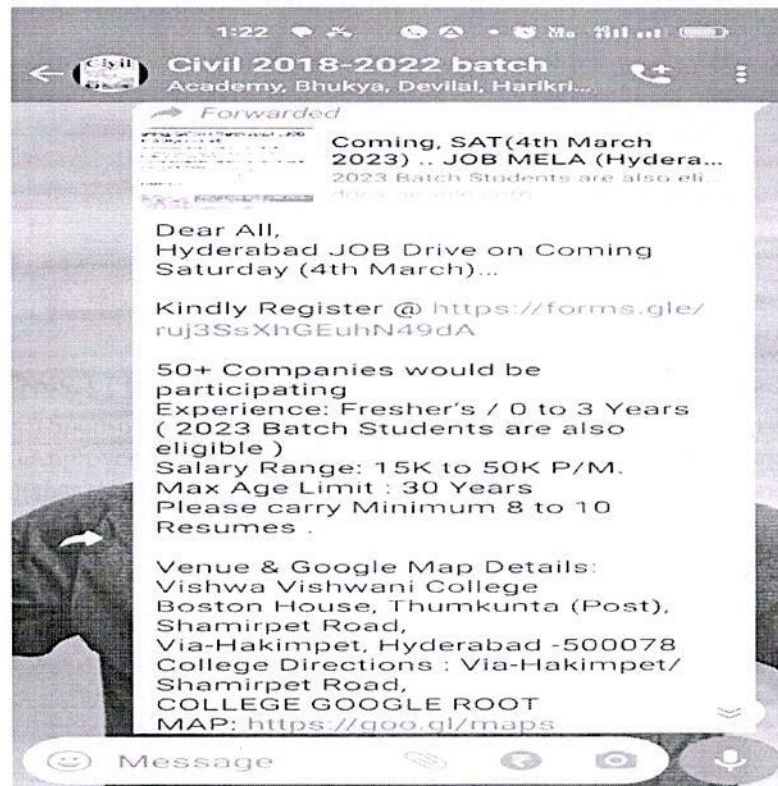 1:22
Civil 2018-2022 batch
Academy, Bhukya, Devilal, Harikri...
Forwarded
Coming, SAT(4th March
2023) .. JOB MELA (Hydera...
2023 Batch Students are also eli...
Dear All,
Hyderabad JOB Drive on Coming
Saturday (4th March)...
Kindly Register @ https://forms.gle/
ruj3SsXhGEuhN49dA
50+ Companies would be
participating
Experience: Fresher's / 0 to 3 Years
( 2023 Batch Students are also
eligible )
Salary Range: 15K to 50K P/M.
Max Age Limit : 30 Years
Please carry Minimum 8 to 10
Resumes .
Venue & Google Map Details:
Vishwa Vishwani College
Boston House, Thumkunta (Post),
Shamirpet Road,
Via-Hakimpet, Hyderabad -500078
College Directions : Via-Hakimpet/
Shamirpet Road,
COLLEGE GOOGLE ROOT
MAP: https://goo.gl/maps
Message